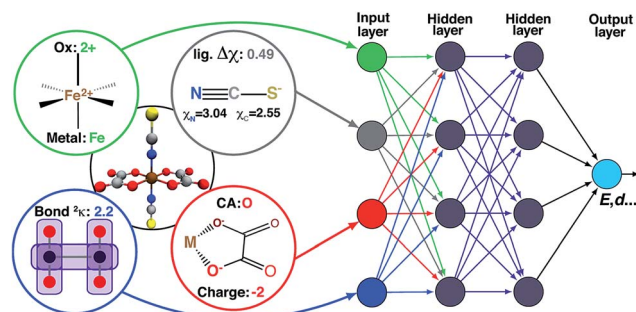 Ox: 2+
Fe2+
Metal: Fe
lig. Δχ: 0.49
N C S-
χN=3.04 χC=2.55
Bond ²κ: 2.2
CA:O
M O- O- O O
Charge: -2
Input layer
Hidden layer
Hidden layer
Output layer
E,d...